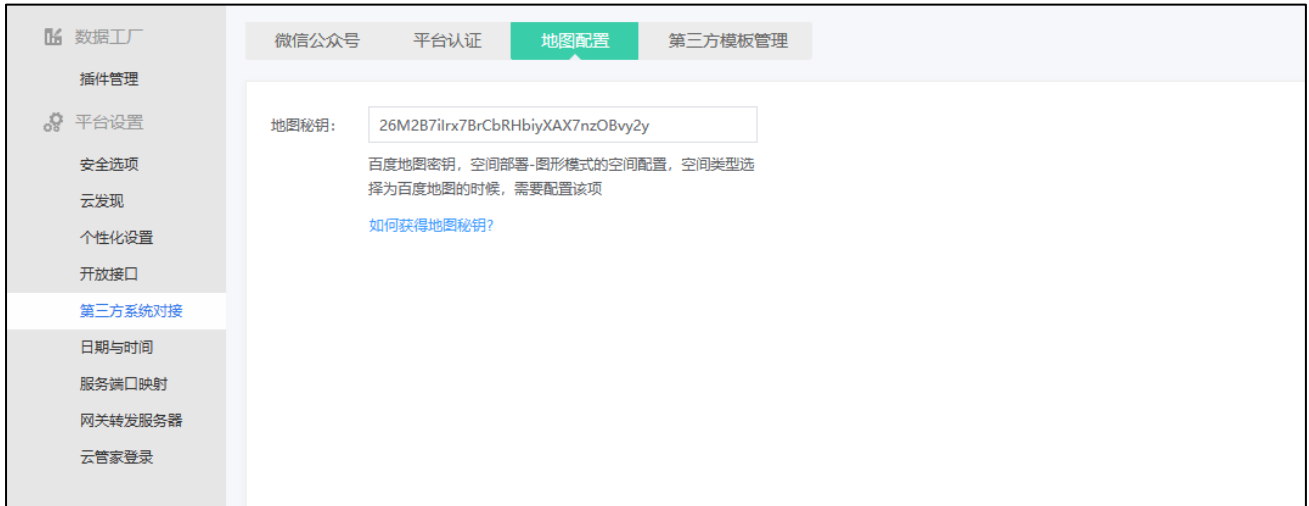 数据工厂
插件管理
平台设置
安全选项
云发现
个性化设置
开放接口
第三方系统对接
日期与时间
服务端口映射
网关转发服务器
云管家登录
微信公众号 平台认证 地图配置 第三方模板管理
地图秘钥： 26M2B7iIrx7BrCbRHbiyXAX7nzOBvy2y
百度地图密钥，空间部署-图形模式的空间配置，空间类型选
择为百度地图的时候，需要配置该项
如何获得地图秘钥？